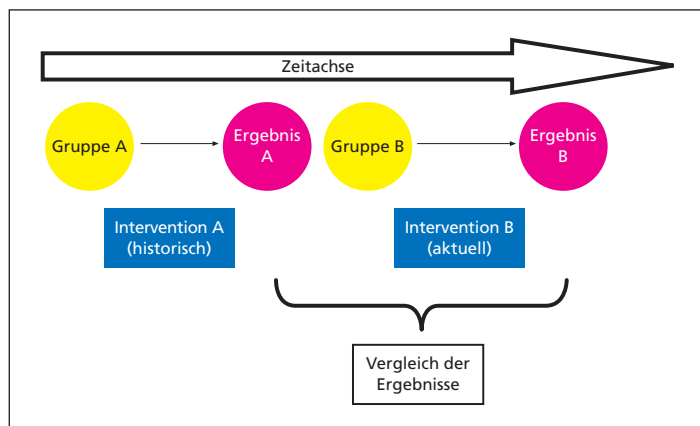 Zeitachse
Gruppe A
Ergebnis
A
Gruppe B
Ergebnis
B
Intervention A
(historisch)
Intervention B
(aktuell)
Vergleich der
Ergebnisse